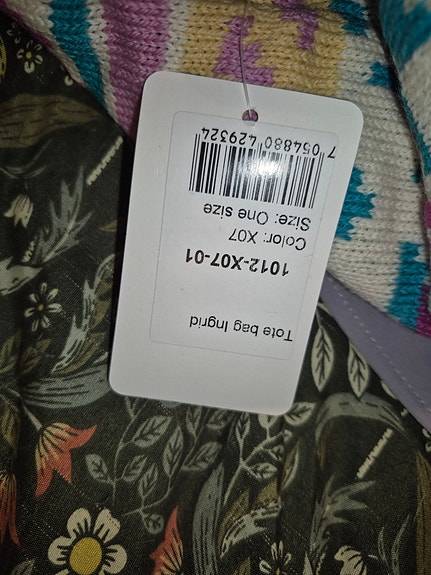 Tote bag Ingrid
1012-X07-01
Color: X07
Size: One size
7 054880 429324